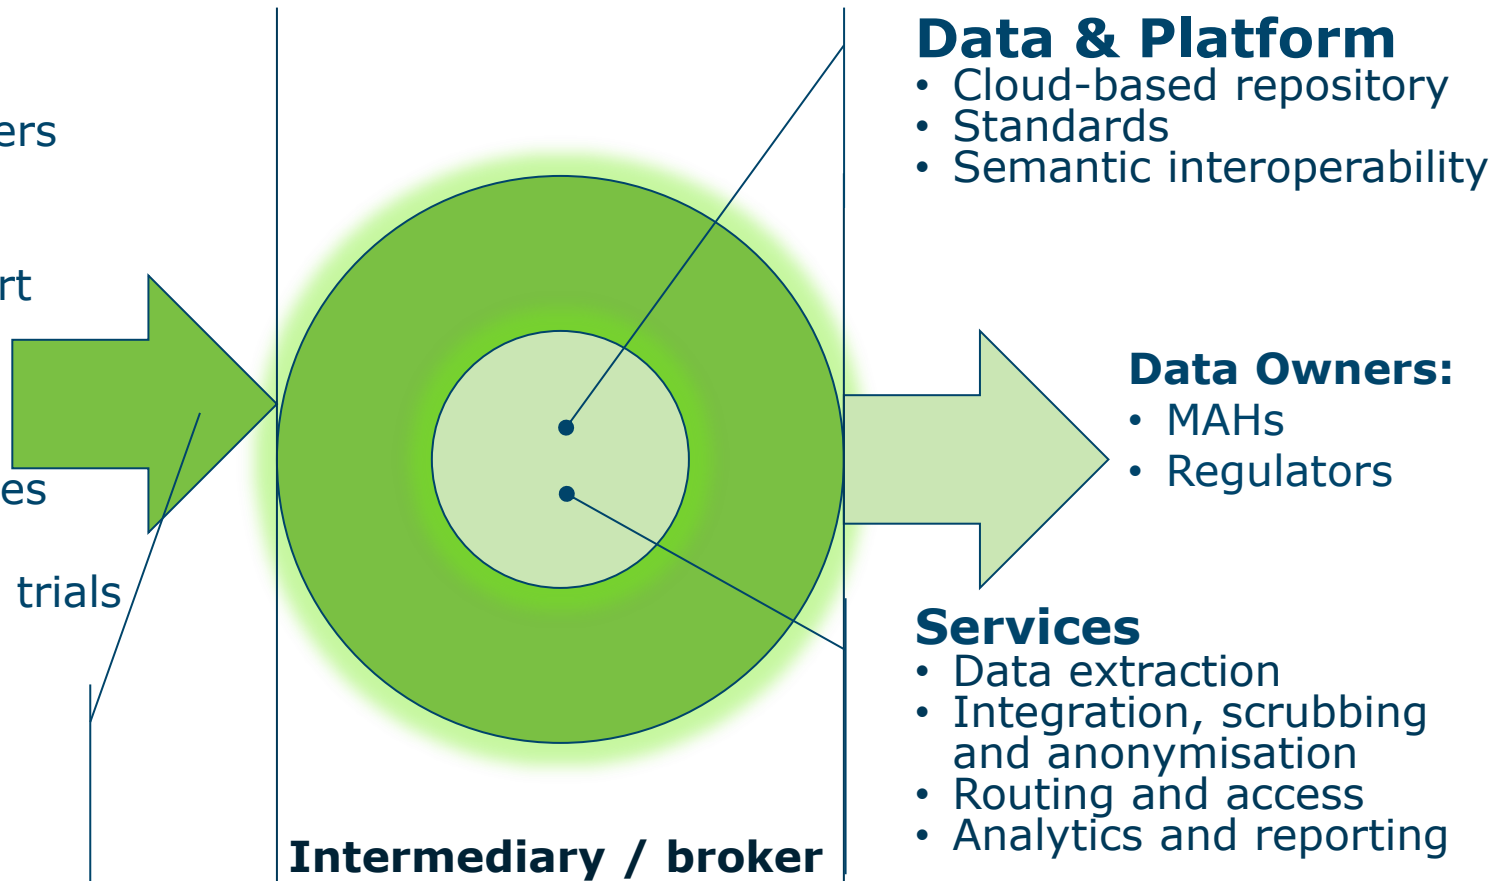 ers
rt
es
trials
Intermediary / broker
Data & Platform
• Cloud-based repository
• Standards
• Semantic interoperability
Data Owners:
• MAHs
• Regulators
Services
• Data extraction
• Integration, scrubbing
and anonymisation
• Routing and access
• Analytics and reporting